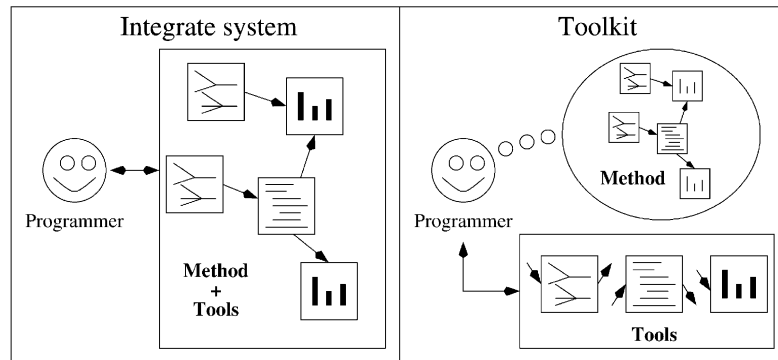 Integrate system
Programmer
Method
+
Tools
Toolkit
Method
Programmer
Tools